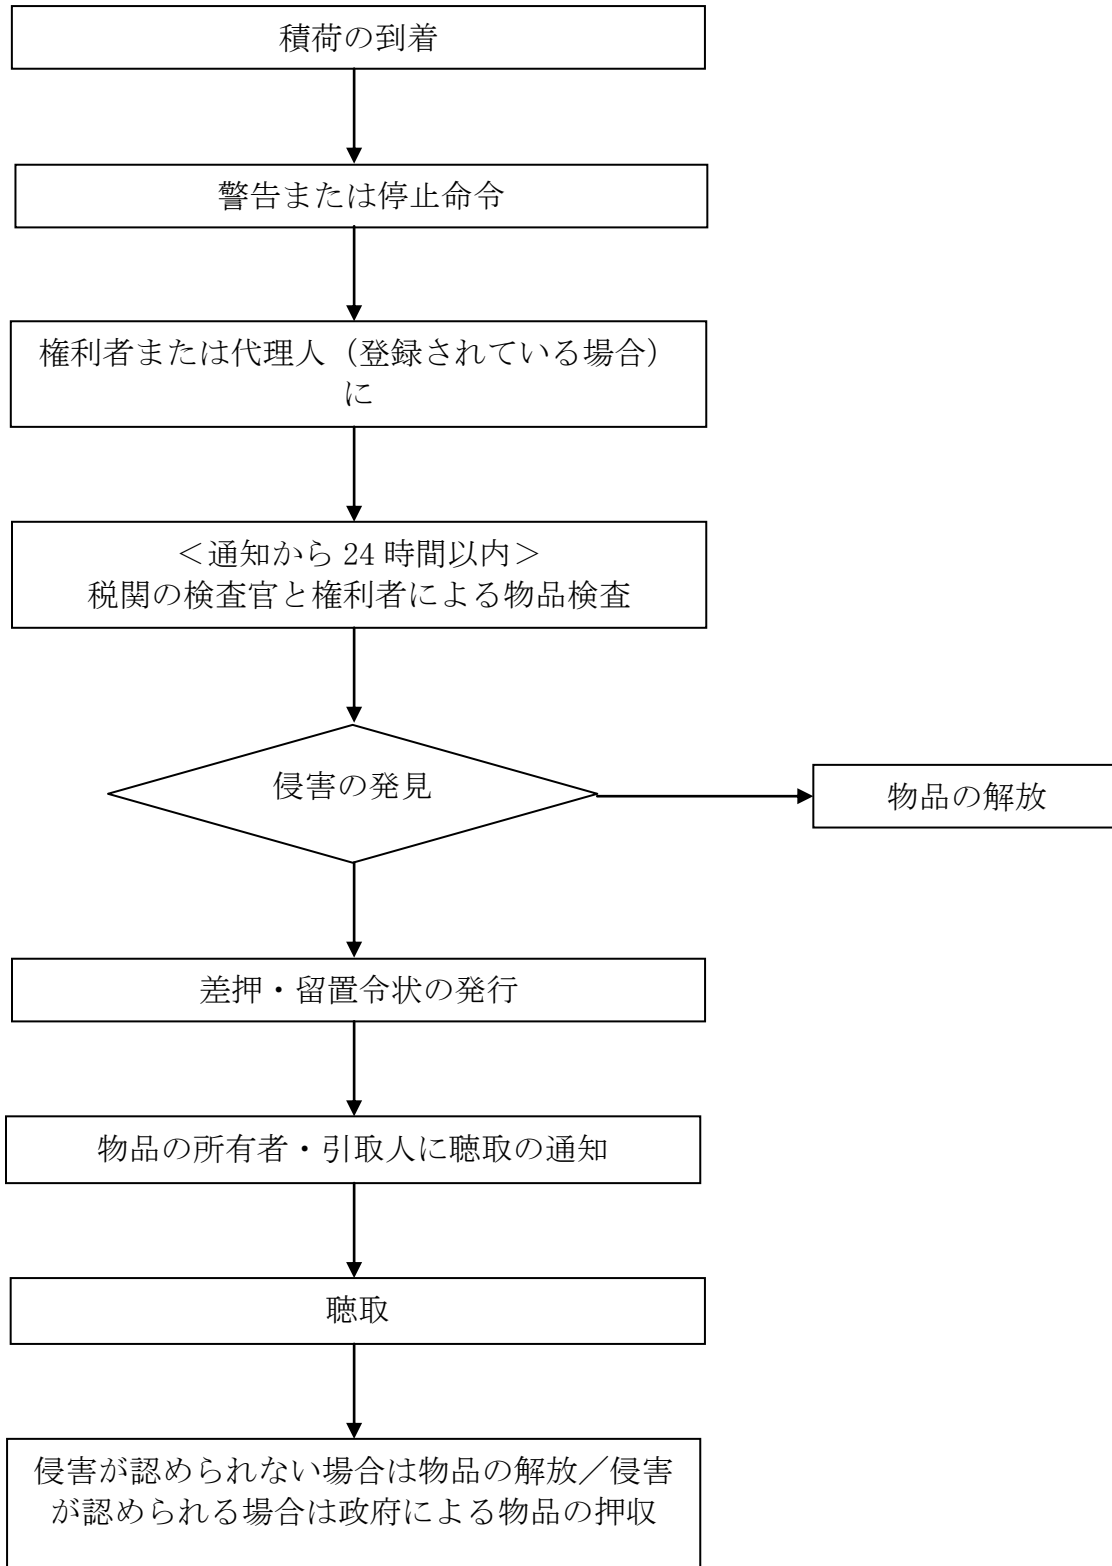 積荷の到着
警告または停止命令
権利者または代理人（登録されている場合）
に
＜通知から 24 時間以内＞
税関の検査官と権利者による物品検査
侵害の発見
物品の解放
差押・留置令状の発行
物品の所有者・引取人に聴取の通知
聴取
侵害が認められない場合は物品の解放／侵害
が認められる場合は政府による物品の押収